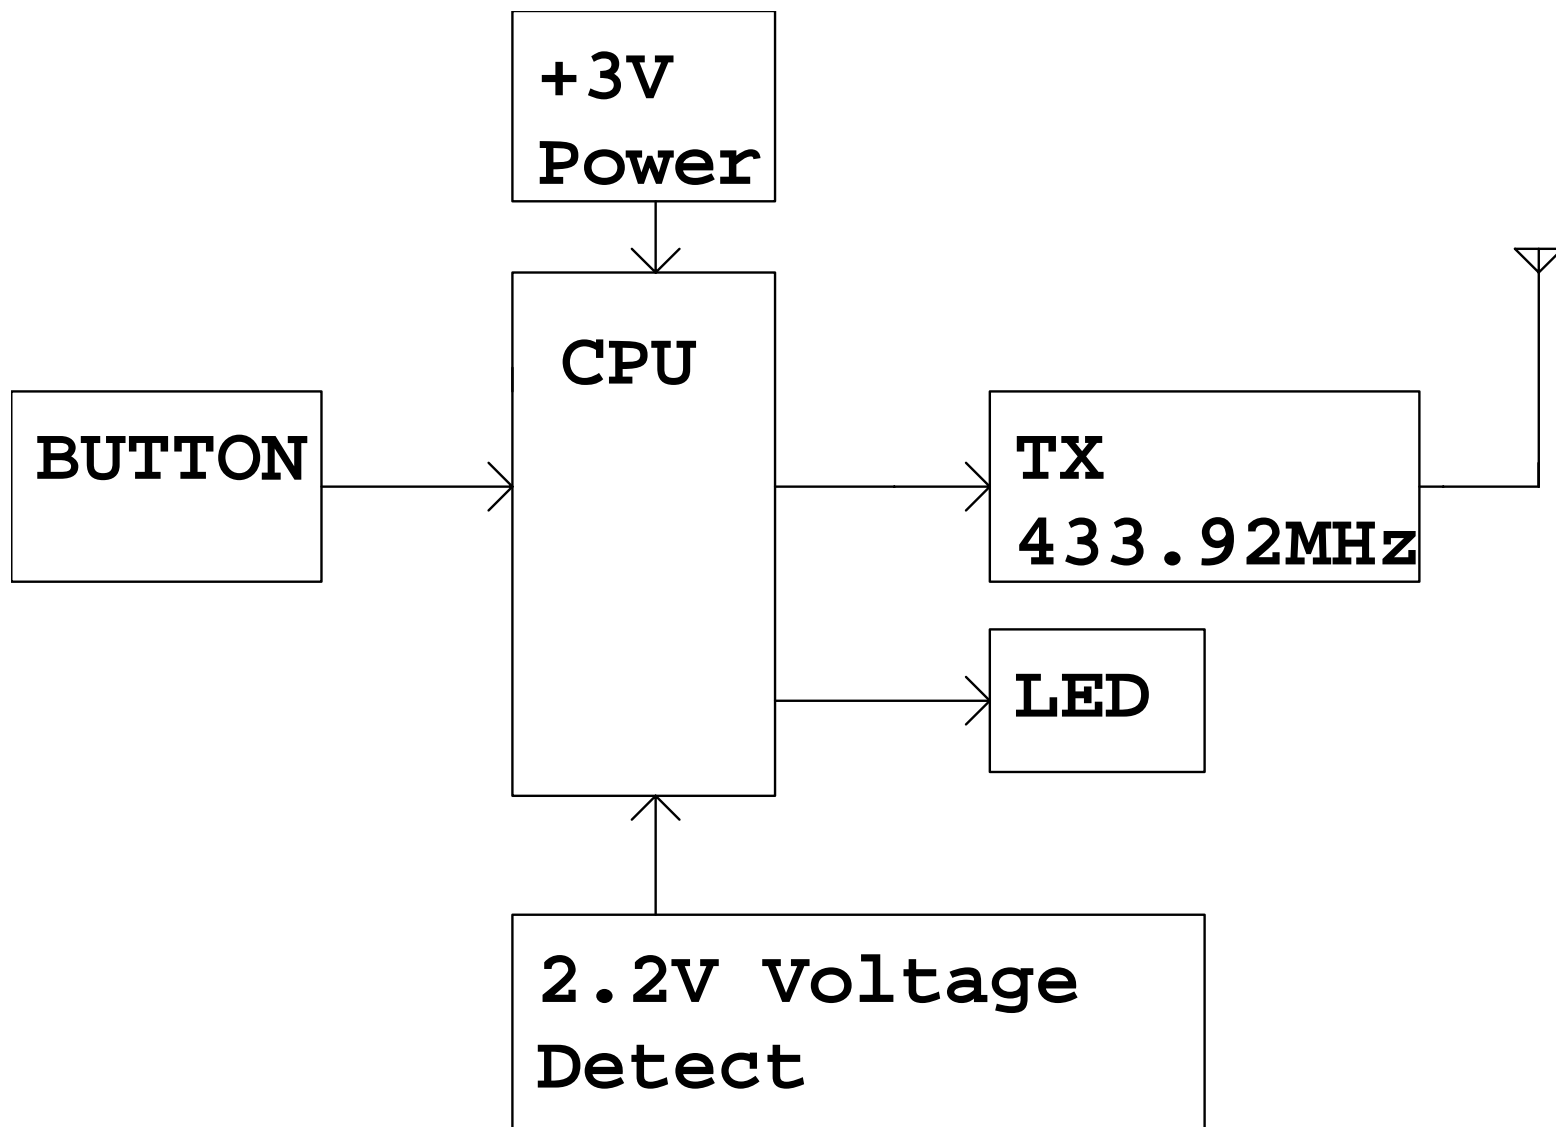 +3V
Power
CPU
BUTTON
TX
433.92MHz
LED
2.2V Voltage
Detect